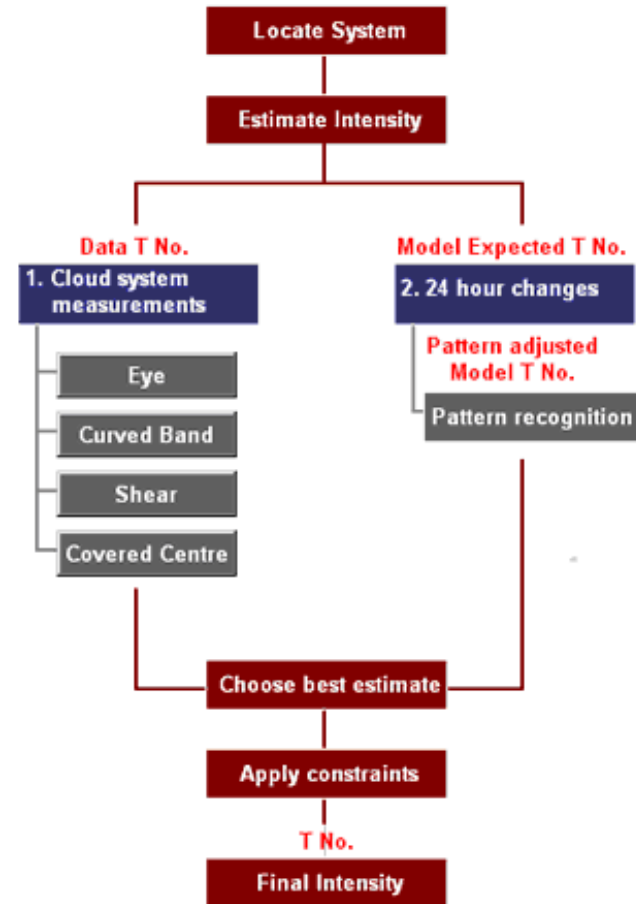 Locate System
Estimate Intensity
Data T No.
1. Cloud system
measurements
Eye
Curved Band
Shear
Covered Centre
Model Expected T No.
2. 24 hour changes
Pattern adjusted
Model T No.
Pattern recognition
Choose best estimate
Apply constraints
T No.
Final Intensity